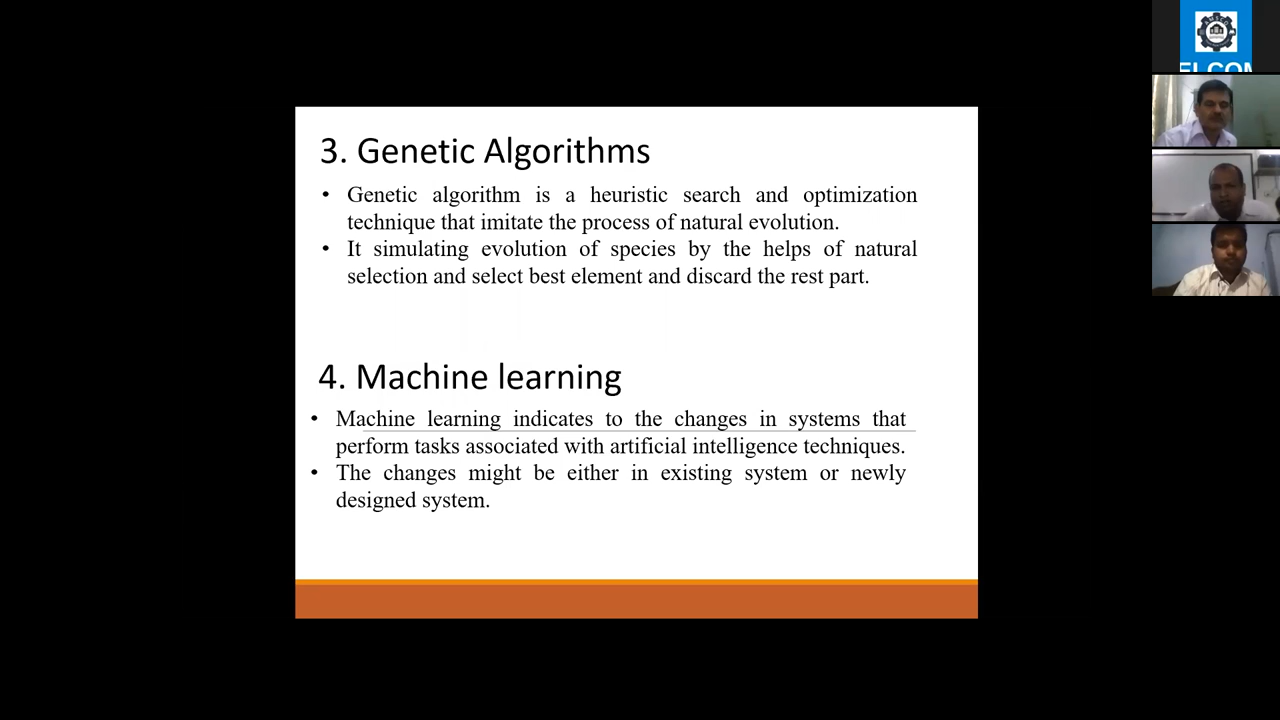 3. Genetic Algorithms
• Genetic algorithm is a heuristic search and optimization
technique that imitate the process of natural evolution.
• It simulating evolution of species by the helps of natural
selection and select best element and discard the rest part.
4. Machine learning
• Machine learning indicates to the changes in systems that
perform tasks associated with artificial intelligence techniques.
• The changes might be either in existing system or newly
designed system.